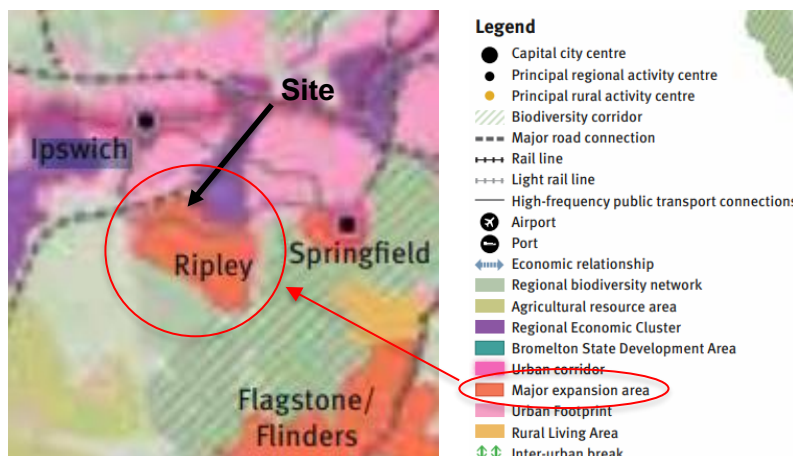 Site
Ipswich
Ripley
Springfield
Flagstone/
Flinders
Legend
Capital city centre
Principal regional activity centre
Principal rural activity centre
Biodiversity corridor
Major road connection
Rail line
Light rail line
High-frequency public transport connections
Airport
Port
Economic relationship
Regional biodiversity network
Agricultural resource area
Regional Economic Cluster
Bromelton State Development Area
Urban corridor
Major expansion area
Urban Footprint
Rural Living Area
Inter-urban break